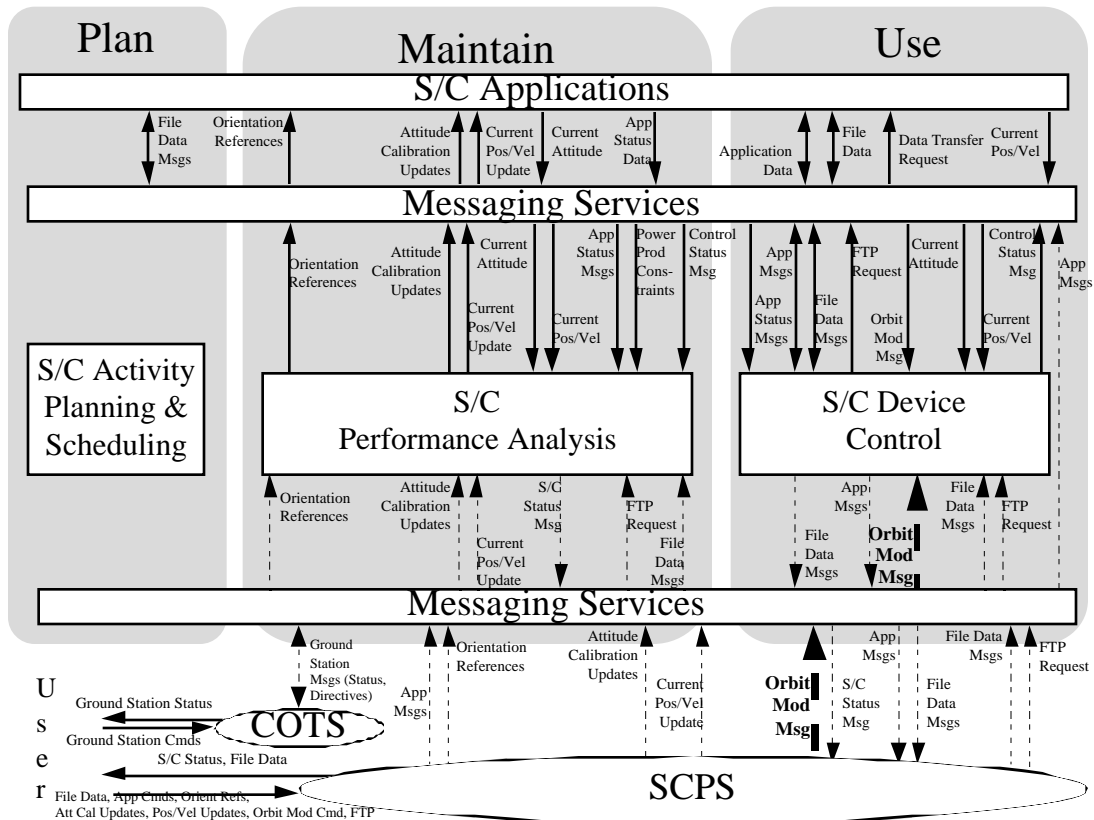 Plan
Maintain
Use
S/C Applications
File
Data
Msgs
Orientation
References
Attitude
Calibration
Updates
Current
Pos/Vel
Update
Current
Attitude
App
Status
Data
Application
Data
File
Data
Data Transfer
Request
Current
Pos/Vel
Messaging Services
Orientation
References
Attitude
Calibration
Updates
Current
Pos/Vel
Update
Current
Attitude
Current
Pos/Vel
App
Status
Msgs
Power
Prod
Cons-
traints
Control
Status
Msg
App
Msgs
App
Status
Msgs
File
Data
Msgs
FTP
Request
Orbit
Mod
Msg
Current
Attitude
Current
Pos/Vel
Control
Status
Msg
App
Msgs
S/C Activity
Planning &
Scheduling
S/C
Performance Analysis
S/C Device
Control
Orientation
References
Attitude
Calibration
Updates
Current
Pos/Vel
Update
S/C
Status
Msg
FTP
Request
File
Data
Msgs
File
Data
Msgs
App
Msgs
Orbit
Mod
Msg
File
Data
Msgs
FTP
Request
Messaging Services
Ground
Station
Msgs (Status,
Directives)
App
Msgs
Orientation
References
Attitude
Calibration
Updates
Current
Pos/Vel
Update
Orbit
Mod
Msg
S/C
Status
Msg
App
Msgs
File
Data
Msgs
File Data
Msgs
FTP
Request
U
s
e
r
Ground Station Status
Ground Station Cmds
COTS
S/C Status, File Data
SCPS
File Data, App Cmds, Orient Refs,
Att Cal Updates, Pos/Vel Updates, Orbit Mod Cmd, FTP